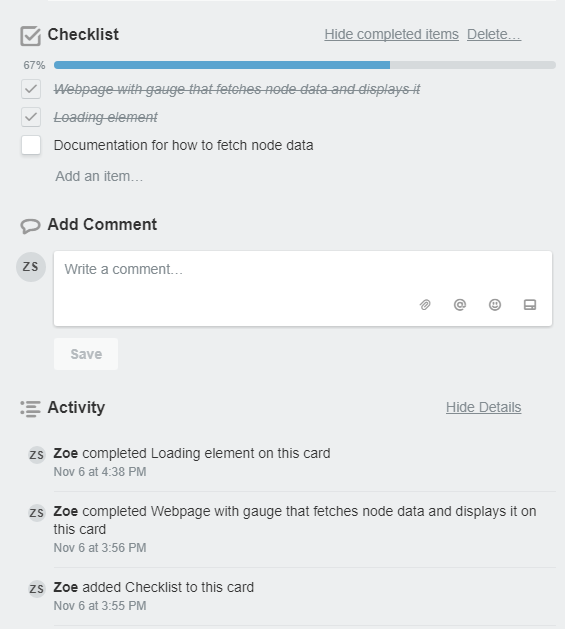 Checklist
Hide completed items Delete...
67%
Webpage with gauge that fetches node data and displays it
Loading element
Documentation for how to fetch node data
Add an item...
Add Comment
ZS
Write a comment...
Save
Activity
Hide Details
ZS Zoe completed Loading element on this card
Nov 6 at 4:38 PM
ZS Zoe completed Webpage with gauge that fetches node data and displays it on
this card
Nov 6 at 3:56 PM
ZS Zoe added Checklist to this card
Nov 6 at 3:55 PM